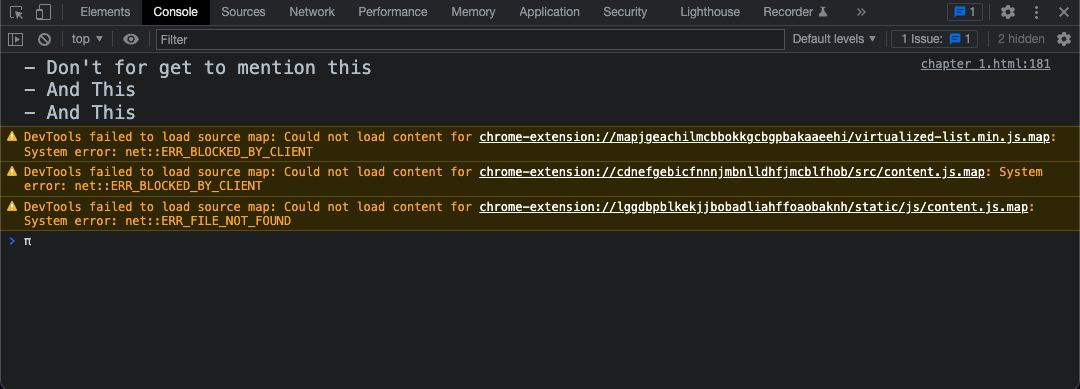 Elements Console Sources Network Performance Memory Application Security Lighthouse Recorder » 1
top ▼ Filter Default levels ▼ 1 Issue: 1 2 hidden
– Don't for get to mention this chapter_1.html:181
– And This
– And This
DevTools failed to load source map: Could not load content for chrome-extension://mapjgeachilmcbbokkgcbgpbakaaeehi/virtualized-list.min.js.map:
System error: net::ERR_BLOCKED_BY_CLIENT
DevTools failed to load source map: Could not load content for chrome-extension://cdnefgebicfnnnjmbnlldhfjmcblfhob/src/content.js.map: System
error: net::ERR_BLOCKED_BY_CLIENT
DevTools failed to load source map: Could not load content for chrome-extension://lggdbpblkekjjbobadliahffoaobaknh/static/js/content.js.map:
System error: net::ERR_FILE_NOT_FOUND
> π